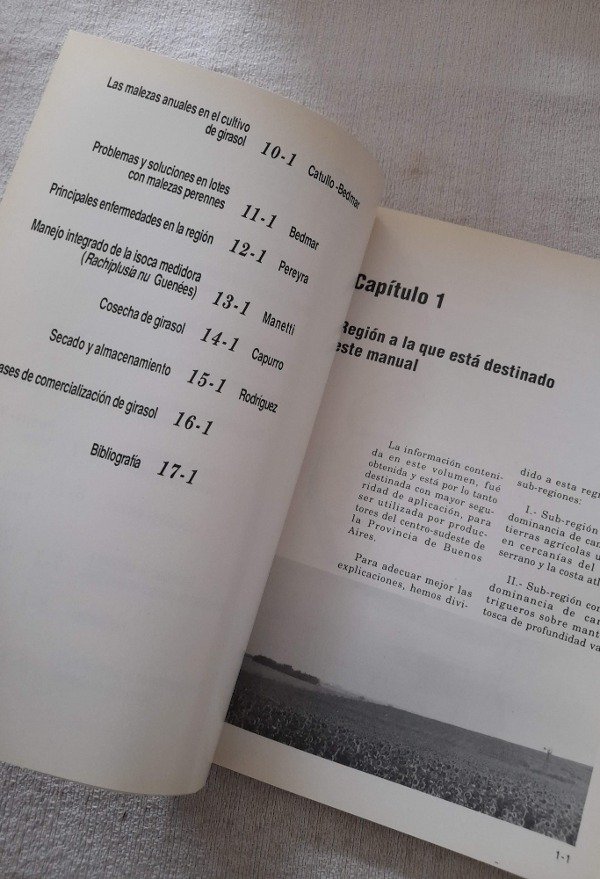 Las malezas anuales en el cultivo
de girasol 10-1 Catullo-Bedmar
Problemas y soluciones en lotes
con malezas perennes 11-1 Bedmar
Principales enfermedades en la región 12-1 Pereyra
Manejo integrado de la isoca medidora
(Rachiplusia nu Guenées) 13-1 Manetti
Cosecha de girasol 14-1 Capurro
Secado y almacenamiento 15-1 Rodríguez
ases de comercialización de girasol 16-1
Bibliografía 17-1
Capítulo 1
Región a la que está destinado
este manual
La información conteni-
da en este volumen, fué
obtenida y está por lo tanto
destinada con mayor segu-
ridad de aplicación, para
ser utilizada por produc-
tores del centro-sudeste de
la Provincia de Buenos
Aires.
Para adecuar mejor las
explicaciones, hemos divi-
dido a esta regi
sub-regiones:
I.- Sub-región
dominancia de ca
tierras agrícolas u
en cercanías del
serrano y la costa atl
II.- Sub-región con
dominancia de ca
trigueros sobre mant
tosca de profundidad va
1-1